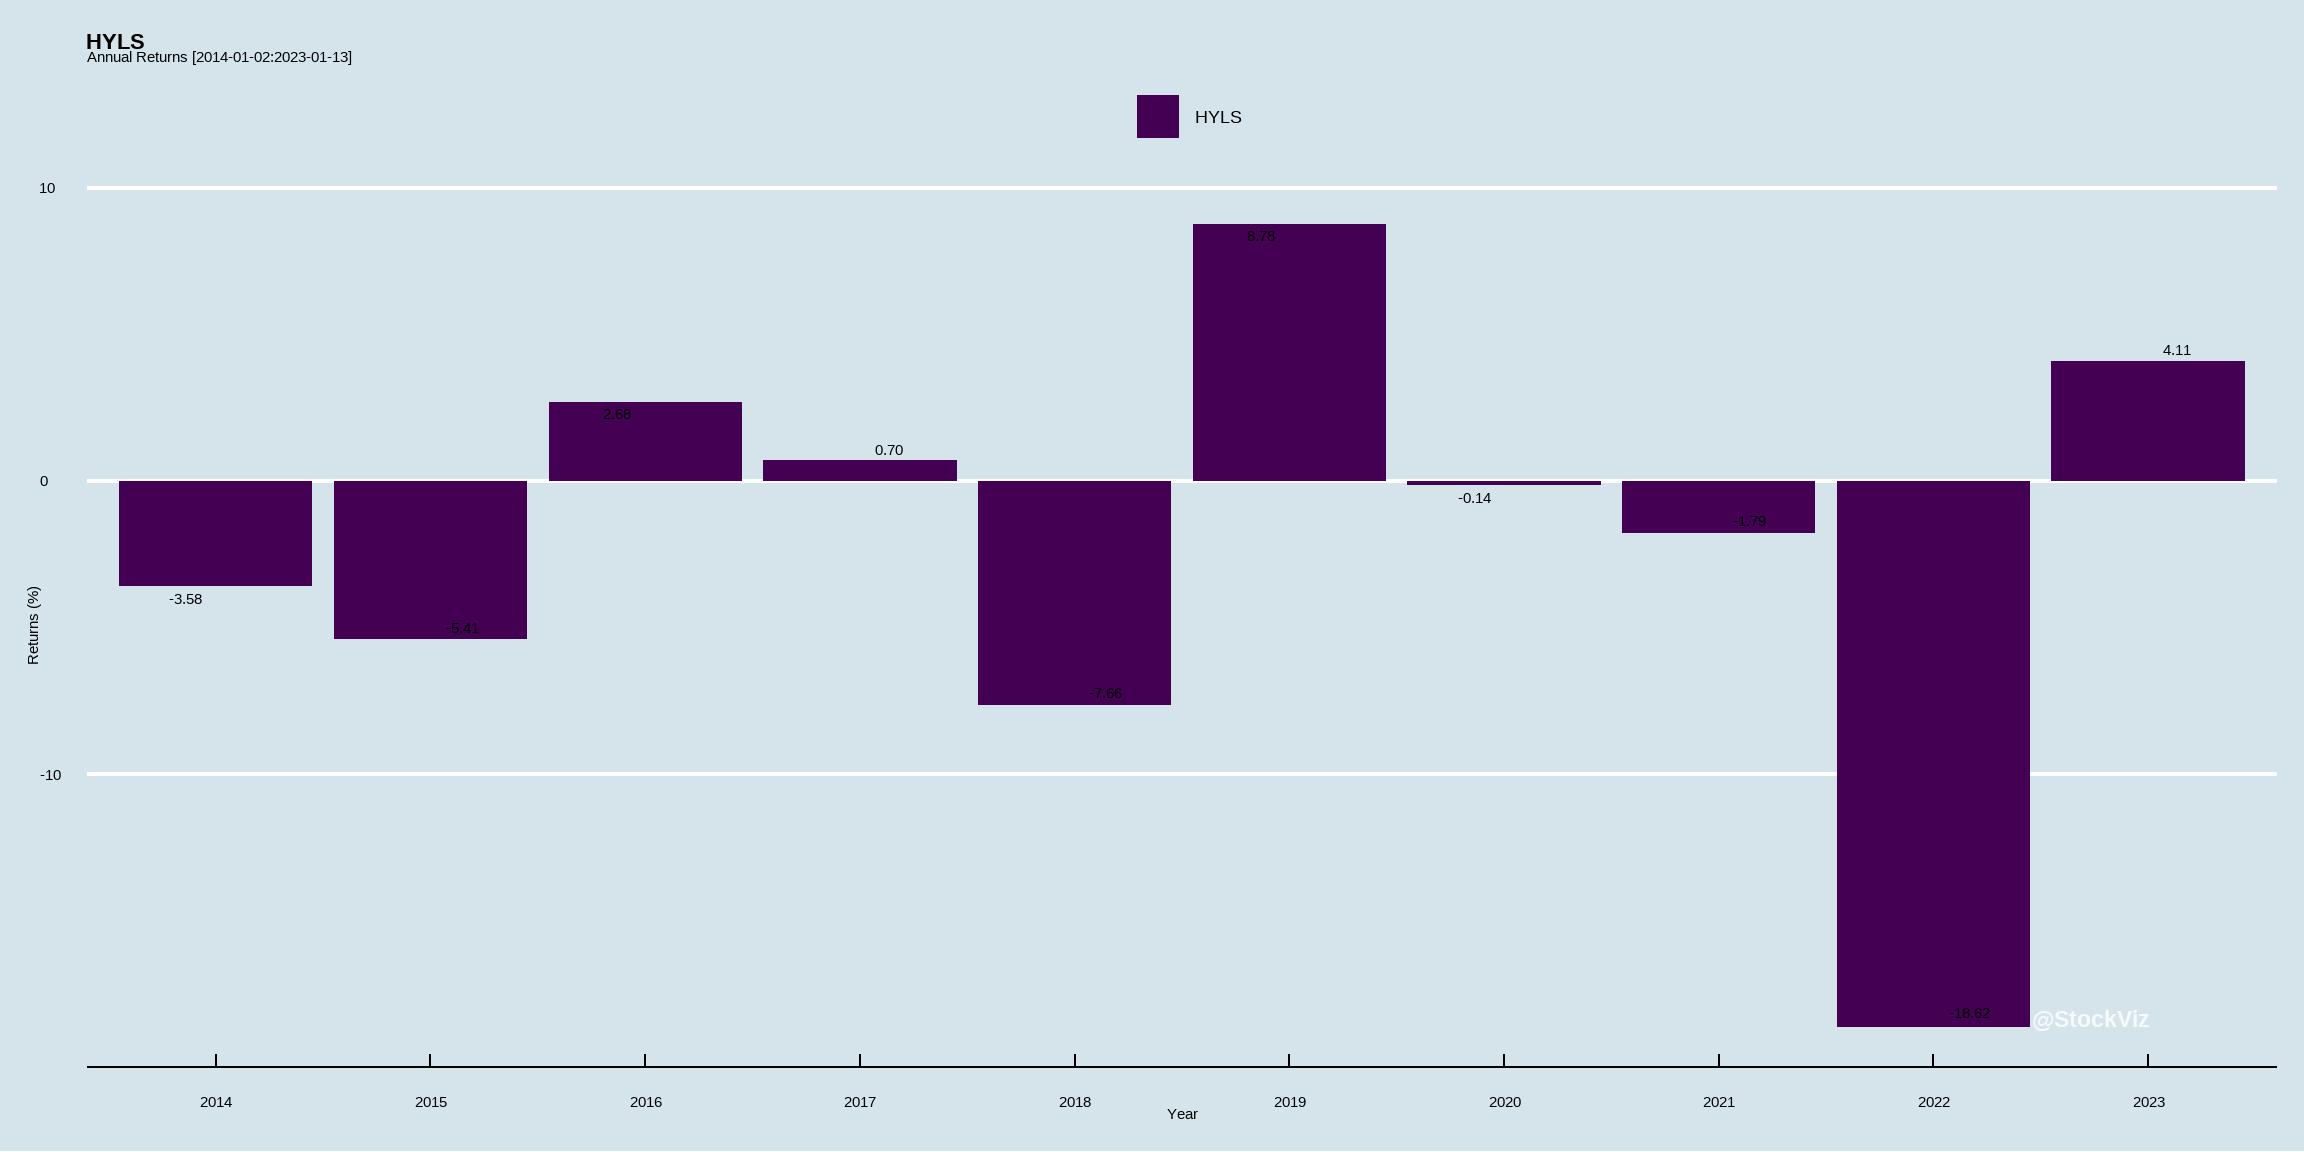 HYLS
Annual Returns [2014-01-02:2023-01-13]
HYLS
10
8.78
4.11
2.68
0.70
0
-0.14
-1.79
-3.58
-5.41
Returns (%)
-7.66
-10
-18.62
@StockViz
2014 2015 2016 2017 2018 2019 2020 2021 2022 2023
Year